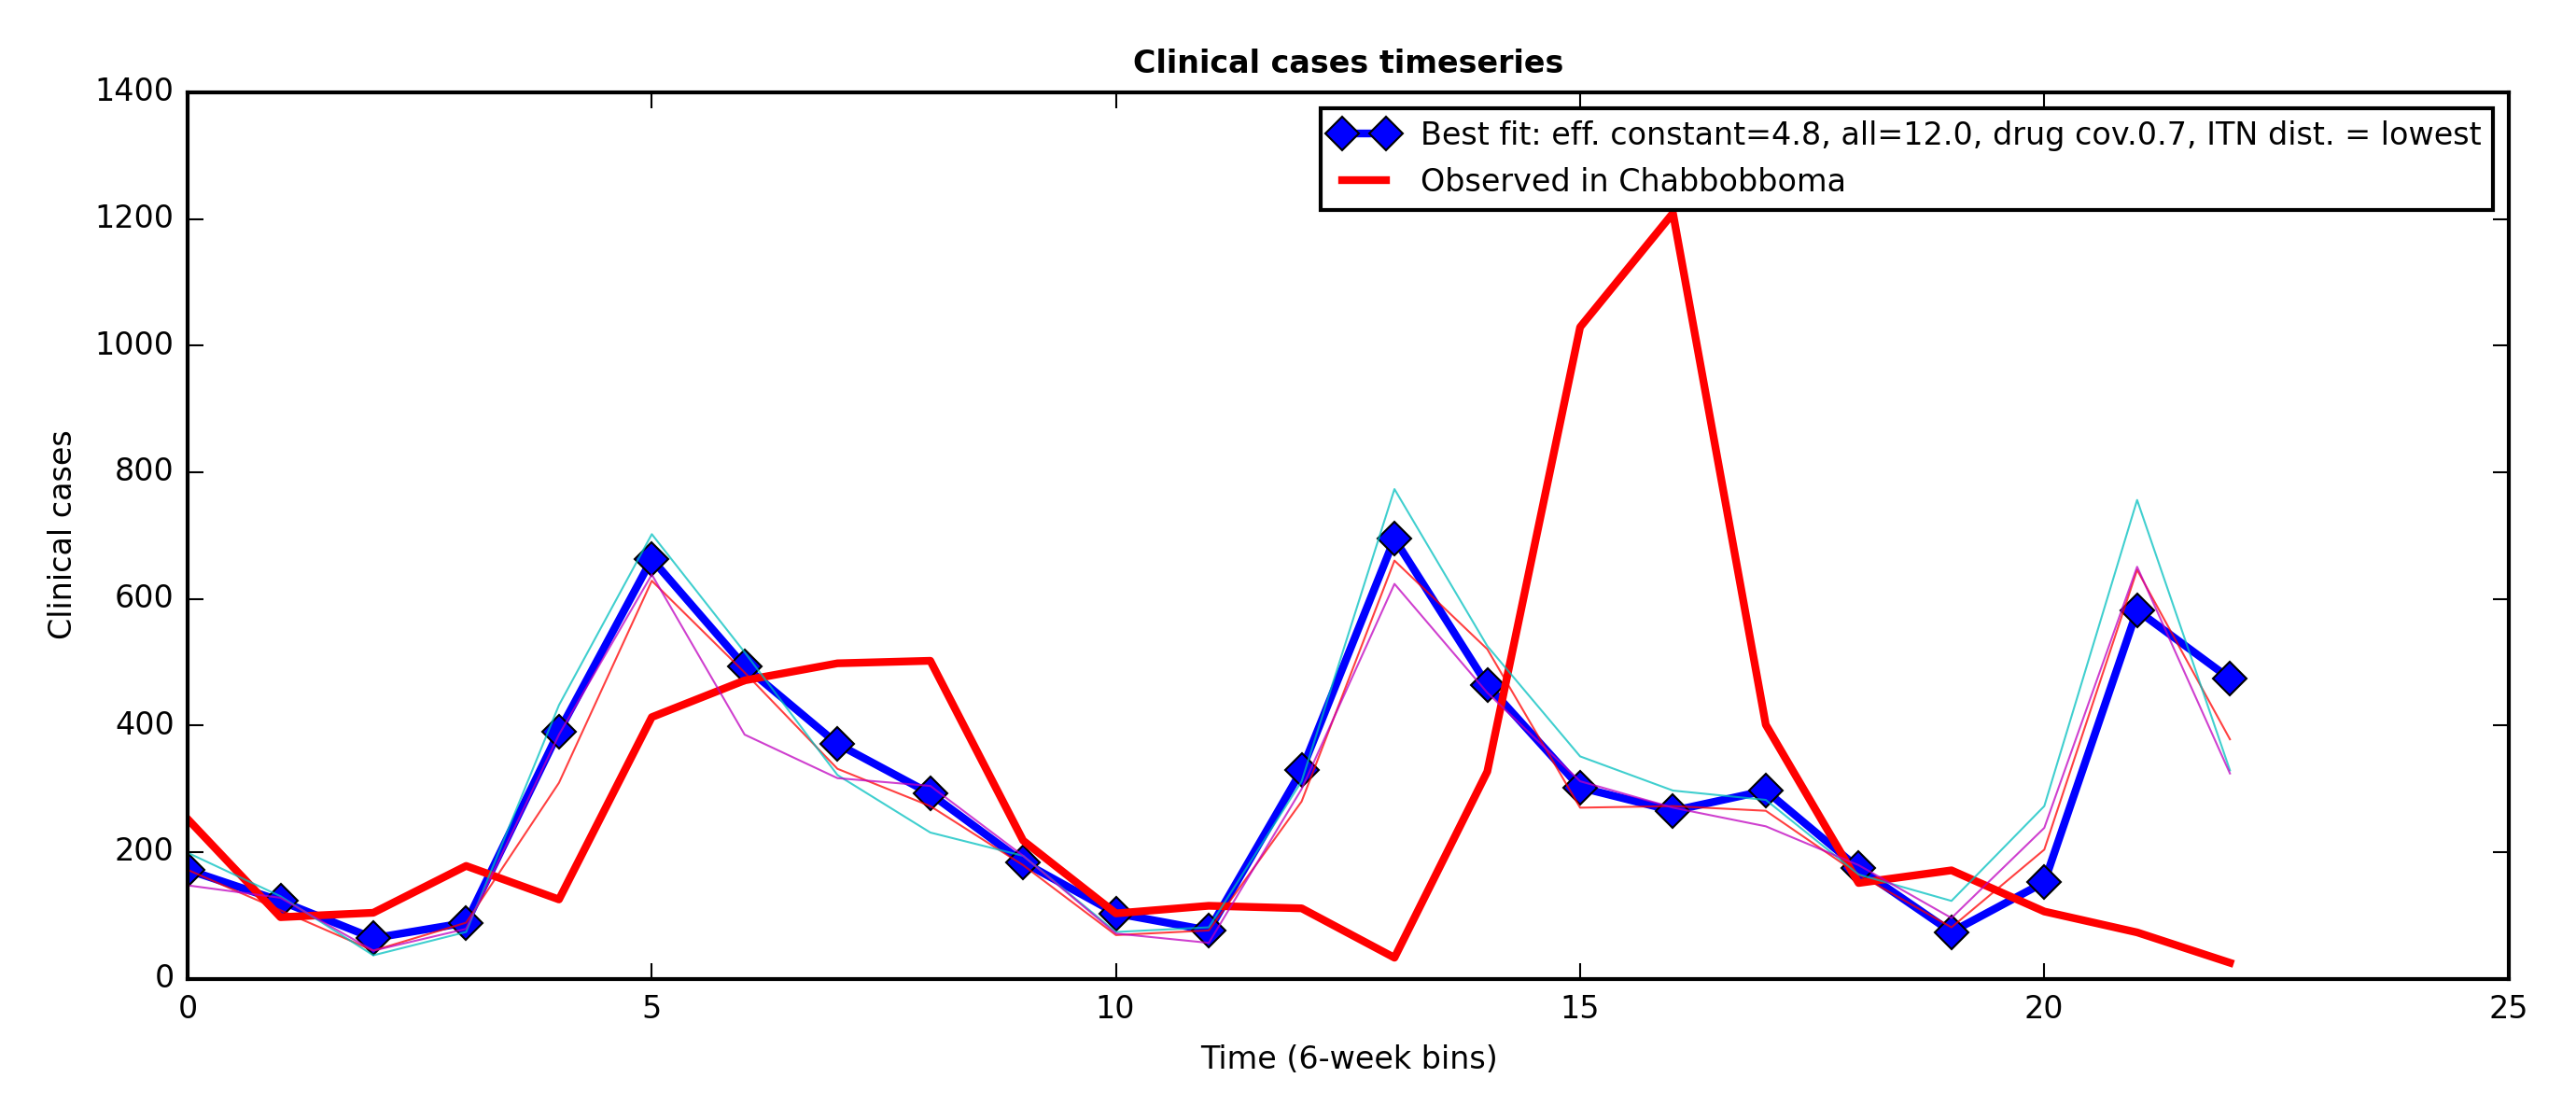 Clinical cases timeseries
1400
1200
1000
800
600
400
200
0
Clinical cases
Best fit: eff. constant=4.8, all=12.0, drug cov.0.7, ITN dist. = lowest
Observed in Chabbobboma
0 5 10 15 20 25
Time (6-week bins)